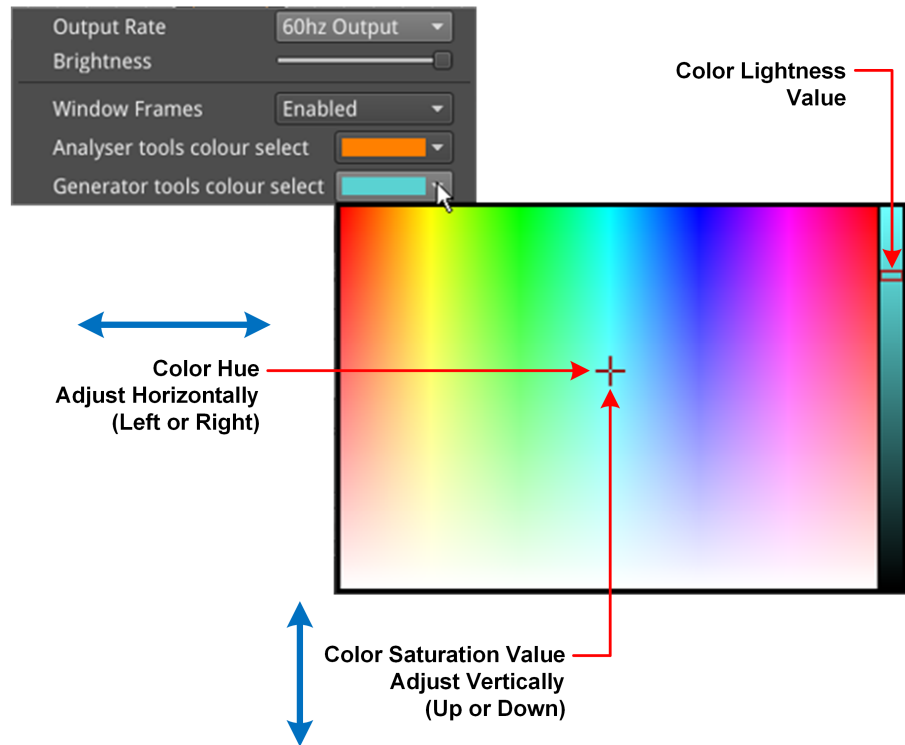 Output Rate 60hz Output
Brightness
Window Frames Enabled
Analyser tools colour select
Generator tools colour select
Color Lightness
Value
Color Hue
Adjust Horizontally
(Left or Right)
Color Saturation Value
Adjust Vertically
(Up or Down)